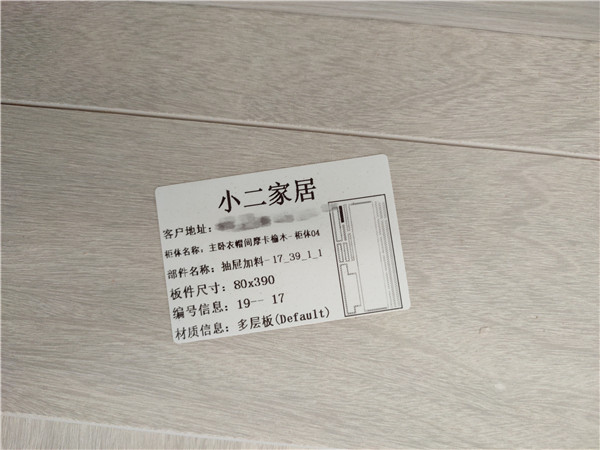 小二家居
客户地址：
柜体名称：主卧衣帽间摩卡榆木-柜体04
部件名称：抽屉加料-17_39_1_1
板件尺寸：80x390
编号信息：19-- 17
材质信息：多层板(Default)